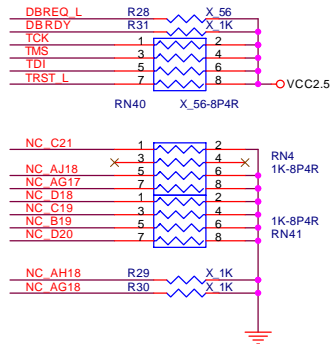 DBREQ_L R28 X_56
DBRDY R31 X_1K
TCK 1 2
TMS 3 4
TDI 5 6
TRST_L 7 8 VCC2.5
RN40 X_56-8P4R
NC_C21 1 2
3 4 RN4
NC_AJ18 5 6 1K-8P4R
NC_AG17 7 8
NC_D18 1 2
NC_C19 3 4
NC_B19 5 6 1K-8P4R
NC_D20 7 8 RN41
NC_AH18 R29 X_1K
NC_AG18 R30 X_1K